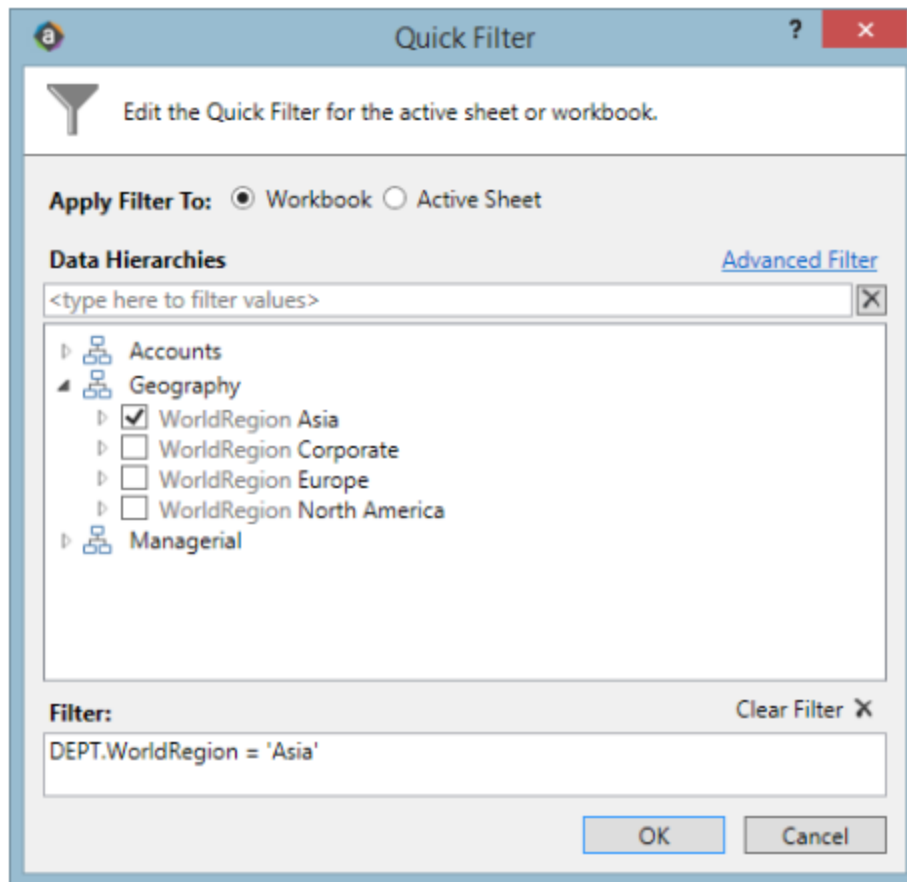 Quick Filter
?
Edit the Quick Filter for the active sheet or workbook.
Apply Filter To: Workbook Active Sheet
Data Hierarchies Advanced Filter
<type here to filter values>
Accounts
Geography
WorldRegion Asia
WorldRegion Corporate
WorldRegion Europe
WorldRegion North America
Managerial
Filter: Clear Filter
DEPT.WorldRegion = 'Asia'
OK Cancel